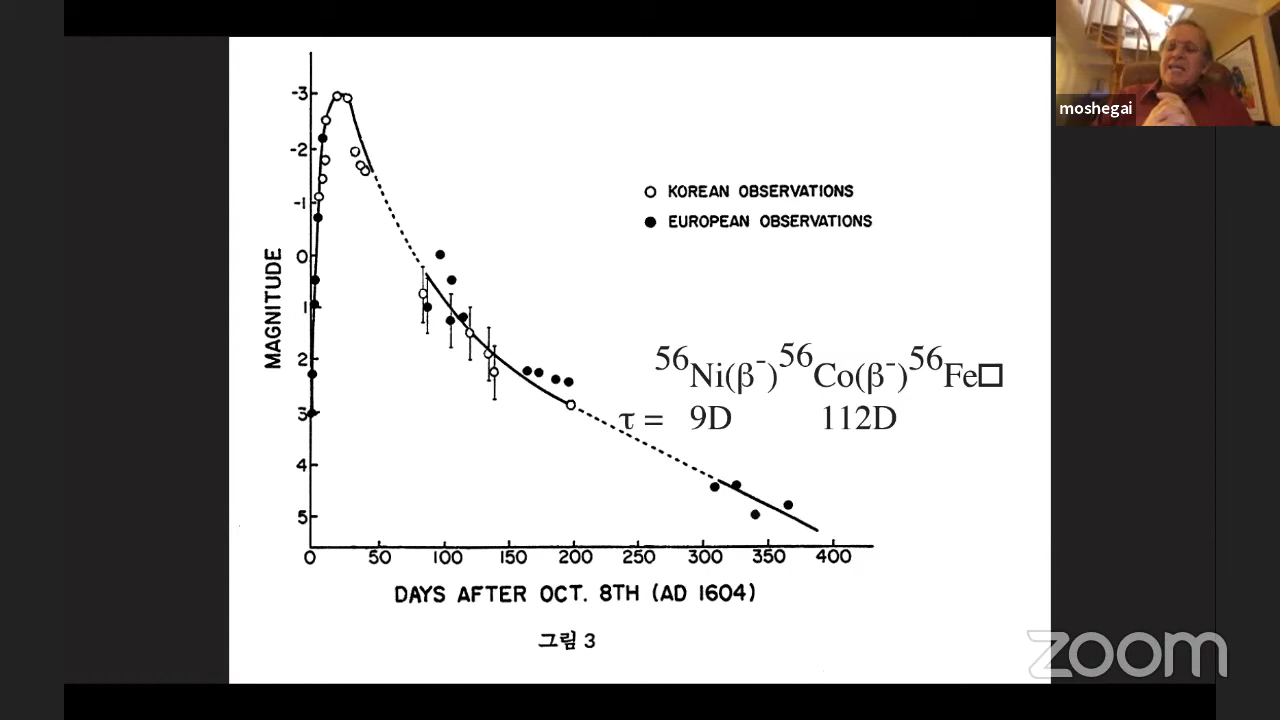 moshegai
-3
-2
-1
0
1
2
3
4
5
MAGNITUDE
○ KOREAN OBSERVATIONS
● EUROPEAN OBSERVATIONS
⁵⁶Ni(β⁻)⁵⁶Co(β⁻)⁵⁶Fe□
τ = 9D 112D
0 50 100 150 200 250 300 350 400
DAYS AFTER OCT. 8TH (AD 1604)
그림 3
zoom